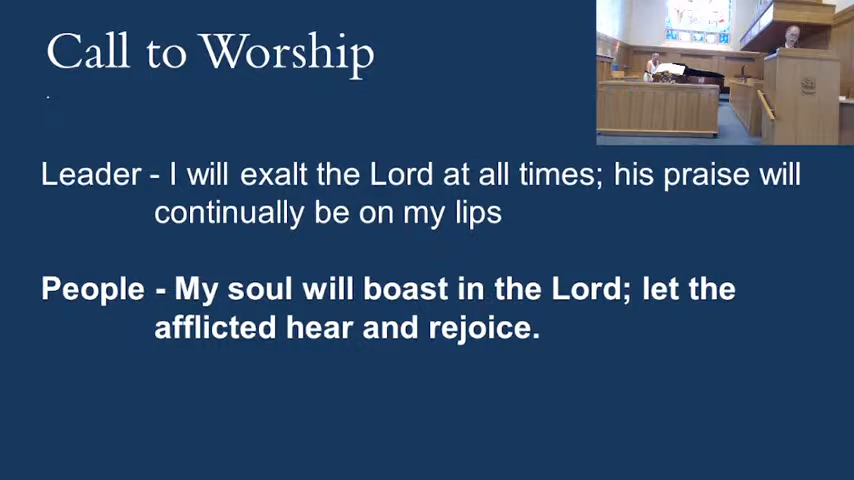 Call to Worship
.
Leader - I will exalt the Lord at all times; his praise will
continually be on my lips
People - My soul will boast in the Lord; let the
afflicted hear and rejoice.